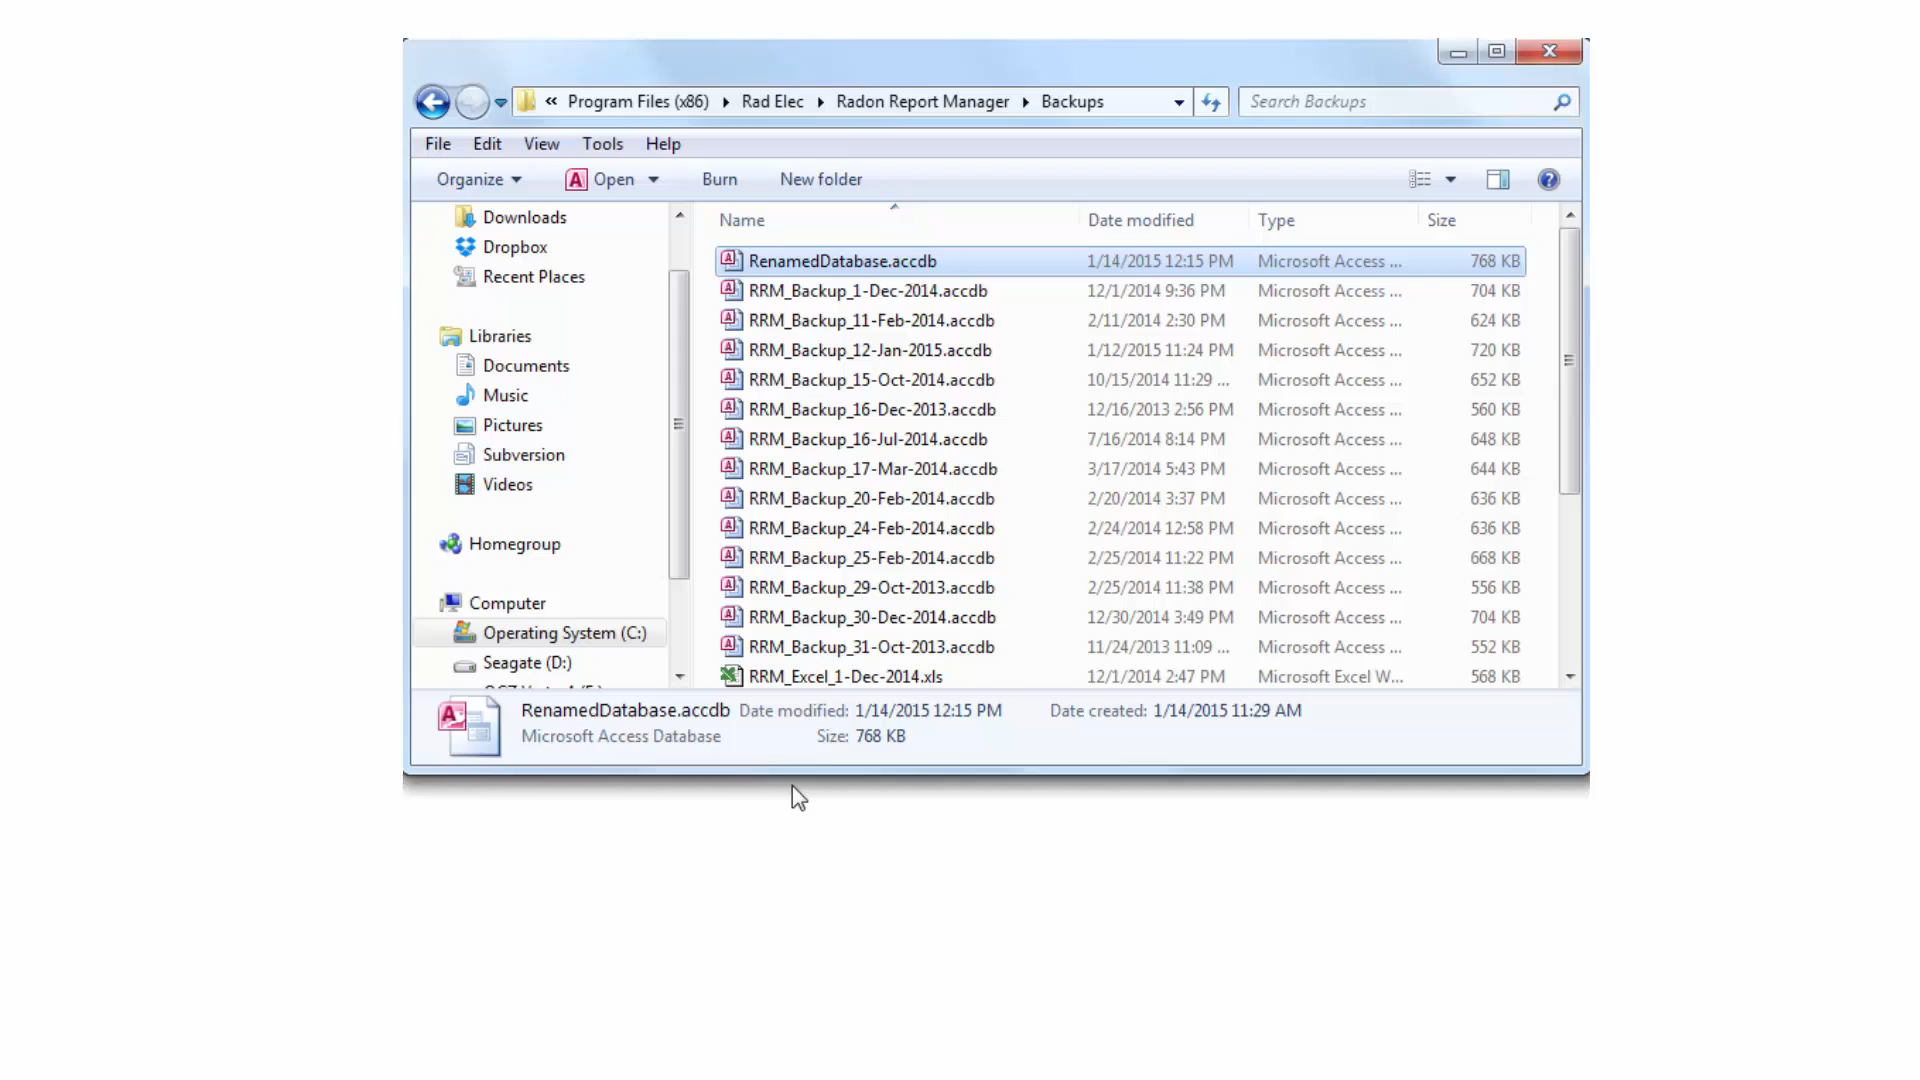 « Program Files (x86) Rad Elec Radon Report Manager Backups Search Backups
File Edit View Tools Help
Organize Open Burn New folder
Downloads
Dropbox
Recent Places
Libraries
Documents
Music
Pictures
Subversion
Videos
Homegroup
Computer
Operating System (C:)
Seagate (D:)
Name Date modified Type Size
RenamedDatabase.accdb 1/14/2015 12:15 PM Microsoft Access ... 768 KB
RRM_Backup_1-Dec-2014.accdb 12/1/2014 9:36 PM Microsoft Access ... 704 KB
RRM_Backup_11-Feb-2014.accdb 2/11/2014 2:30 PM Microsoft Access ... 624 KB
RRM_Backup_12-Jan-2015.accdb 1/12/2015 11:24 PM Microsoft Access ... 720 KB
RRM_Backup_15-Oct-2014.accdb 10/15/2014 11:29 ... Microsoft Access ... 652 KB
RRM_Backup_16-Dec-2013.accdb 12/16/2013 2:56 PM Microsoft Access ... 560 KB
RRM_Backup_16-Jul-2014.accdb 7/16/2014 8:14 PM Microsoft Access ... 648 KB
RRM_Backup_17-Mar-2014.accdb 3/17/2014 5:43 PM Microsoft Access ... 644 KB
RRM_Backup_20-Feb-2014.accdb 2/20/2014 3:37 PM Microsoft Access ... 636 KB
RRM_Backup_24-Feb-2014.accdb 2/24/2014 12:58 PM Microsoft Access ... 636 KB
RRM_Backup_25-Feb-2014.accdb 2/25/2014 11:22 PM Microsoft Access ... 668 KB
RRM_Backup_29-Oct-2013.accdb 2/25/2014 11:38 PM Microsoft Access ... 556 KB
RRM_Backup_30-Dec-2014.accdb 12/30/2014 3:49 PM Microsoft Access ... 704 KB
RRM_Backup_31-Oct-2013.accdb 11/24/2013 11:09 ... Microsoft Access ... 552 KB
RRM_Excel_1-Dec-2014.xls 12/1/2014 2:47 PM Microsoft Excel W... 568 KB
RenamedDatabase.accdb Date modified: 1/14/2015 12:15 PM Date created: 1/14/2015 11:29 AM
Microsoft Access Database Size: 768 KB